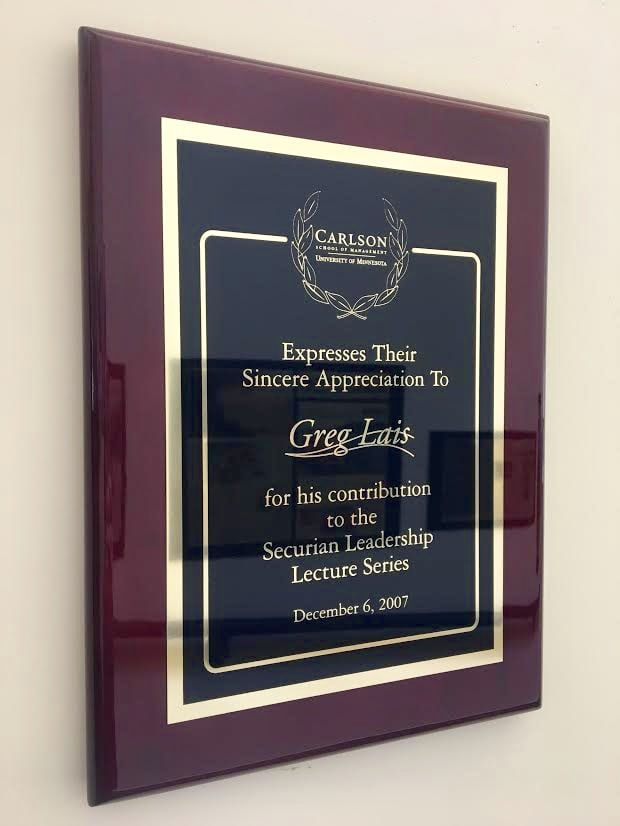 CARLSON
SCHOOL OF MANAGEMENT
UNIVERSITY OF MINNESOTA
Expresses Their
Sincere Appreciation To
Greg Lais
for his contribution
to the
Securian Leadership
Lecture Series
December 6, 2007